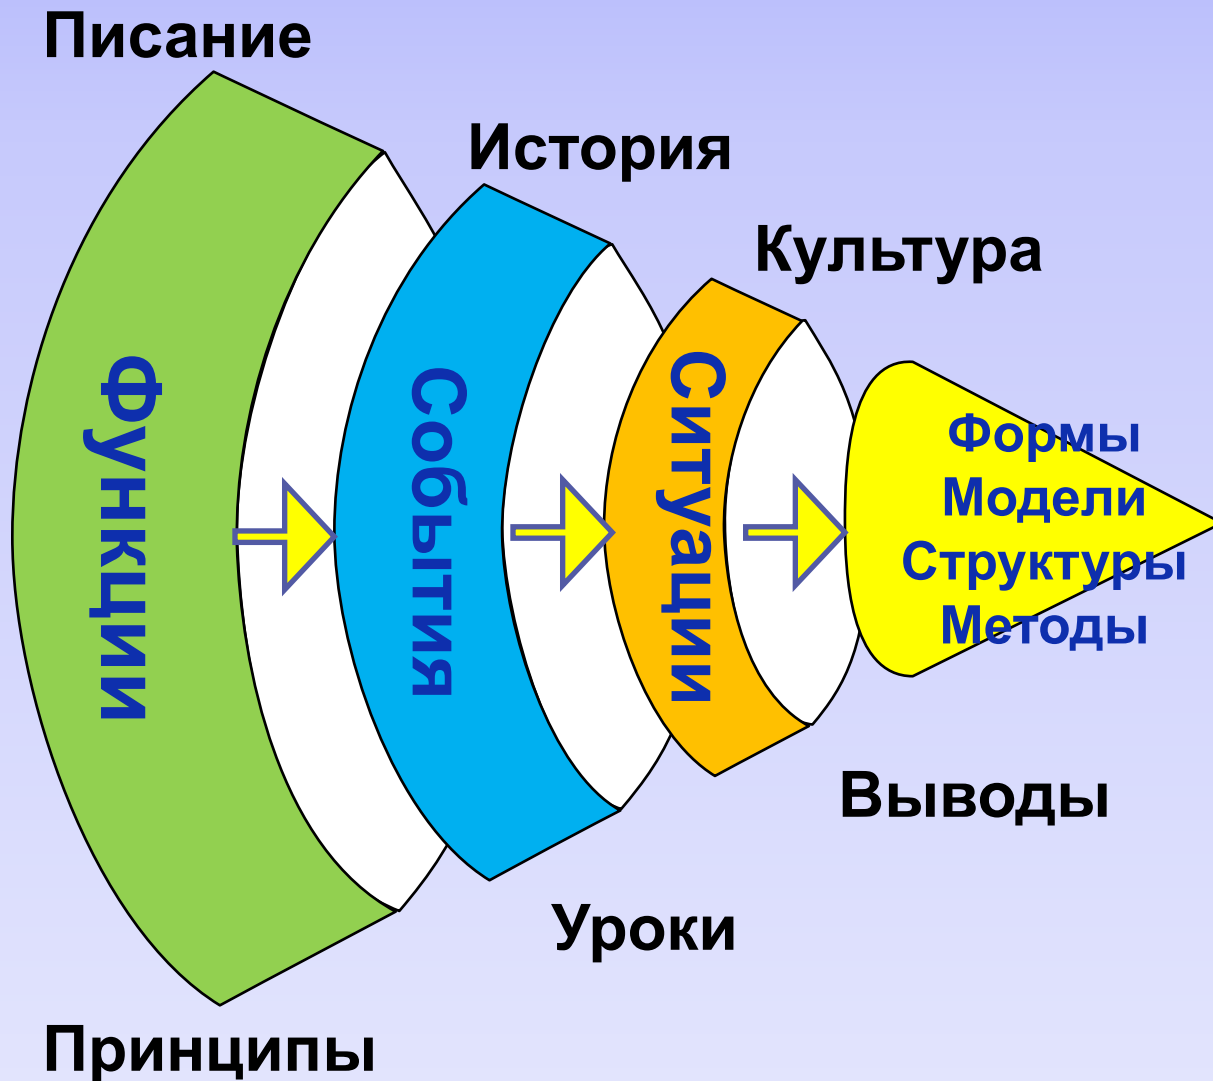 Писание
История
Культура
Функции
События
Ситуации
Формы
Модели
Структуры
Методы
Выводы
Уроки
Принципы